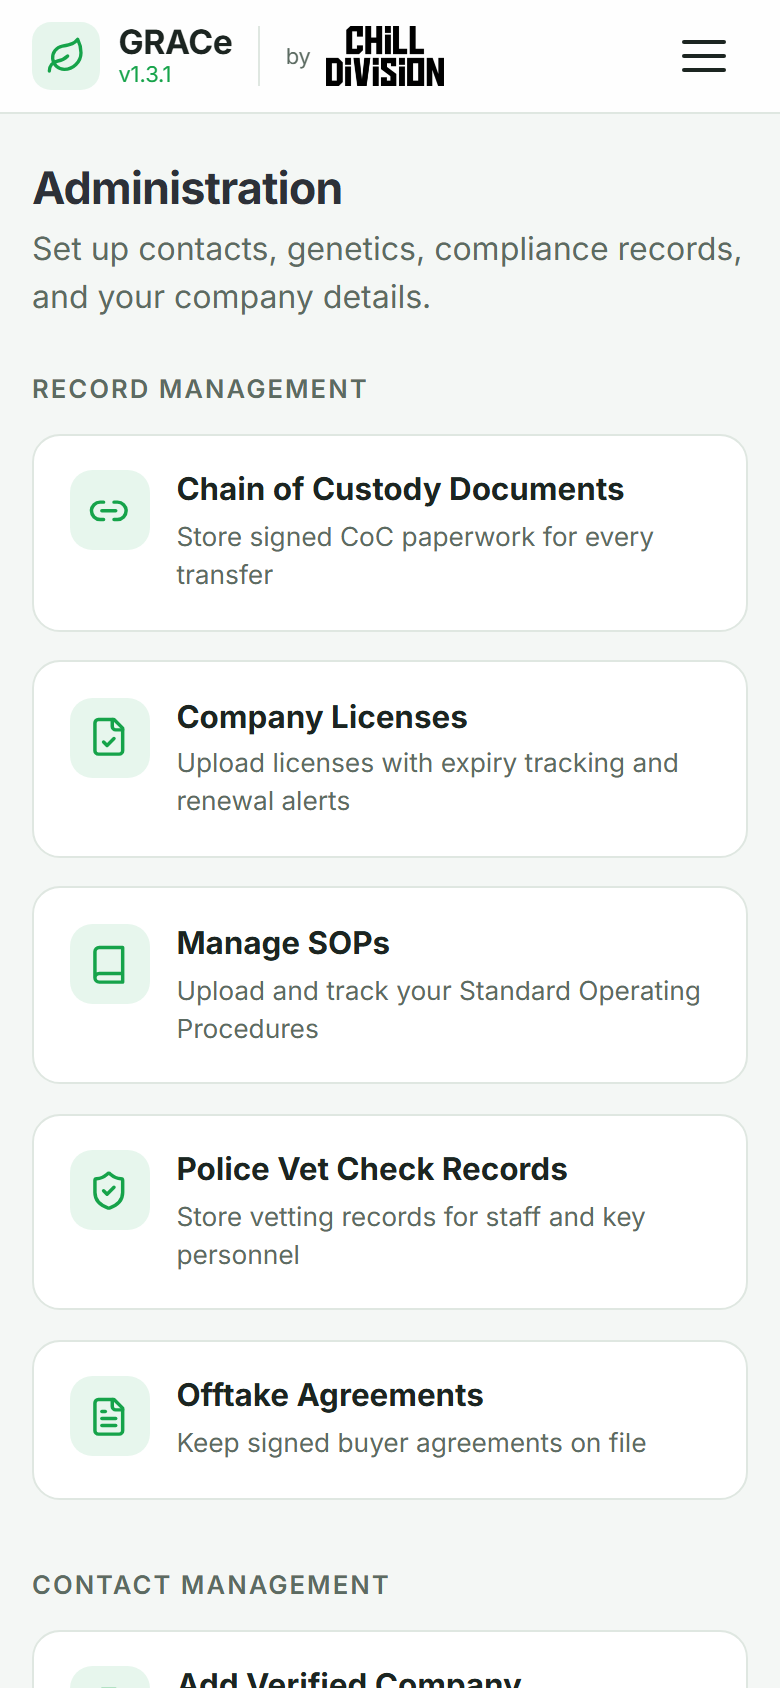 GRACe
v1.3.1
by
CHiLL
DiViSiON
Administration
Set up contacts, genetics, compliance records,
and your company details.
RECORD MANAGEMENT
Chain of Custody Documents
Store signed CoC paperwork for every
transfer
Company Licenses
Upload licenses with expiry tracking and
renewal alerts
Manage SOPs
Upload and track your Standard Operating
Procedures
Police Vet Check Records
Store vetting records for staff and key
personnel
Offtake Agreements
Keep signed buyer agreements on file
CONTACT MANAGEMENT
Add Verified Company